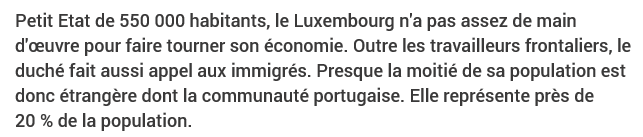 Petit Etat de 550 000 habitants, le Luxembourg n'a pas assez de main
d'œuvre pour faire tourner son économie. Outre les travailleurs frontaliers, le
duché fait aussi appel aux immigrés. Presque la moitié de sa population est
donc étrangère dont la communauté portugaise. Elle représente près de
20 % de la population.